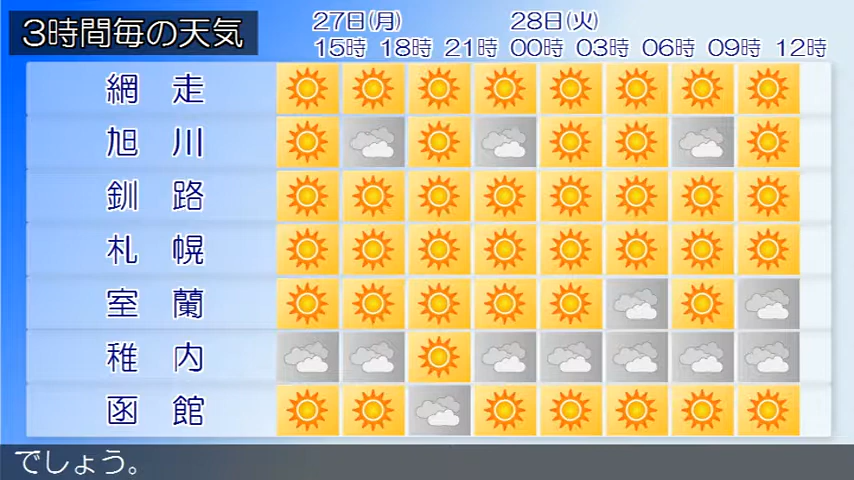 3時間毎の天気
27日(月) 28日(火)
15時 18時 21時 00時 03時 06時 09時 12時
網走
旭川
釧路
札幌
室蘭
稚内
函館
でしょう。